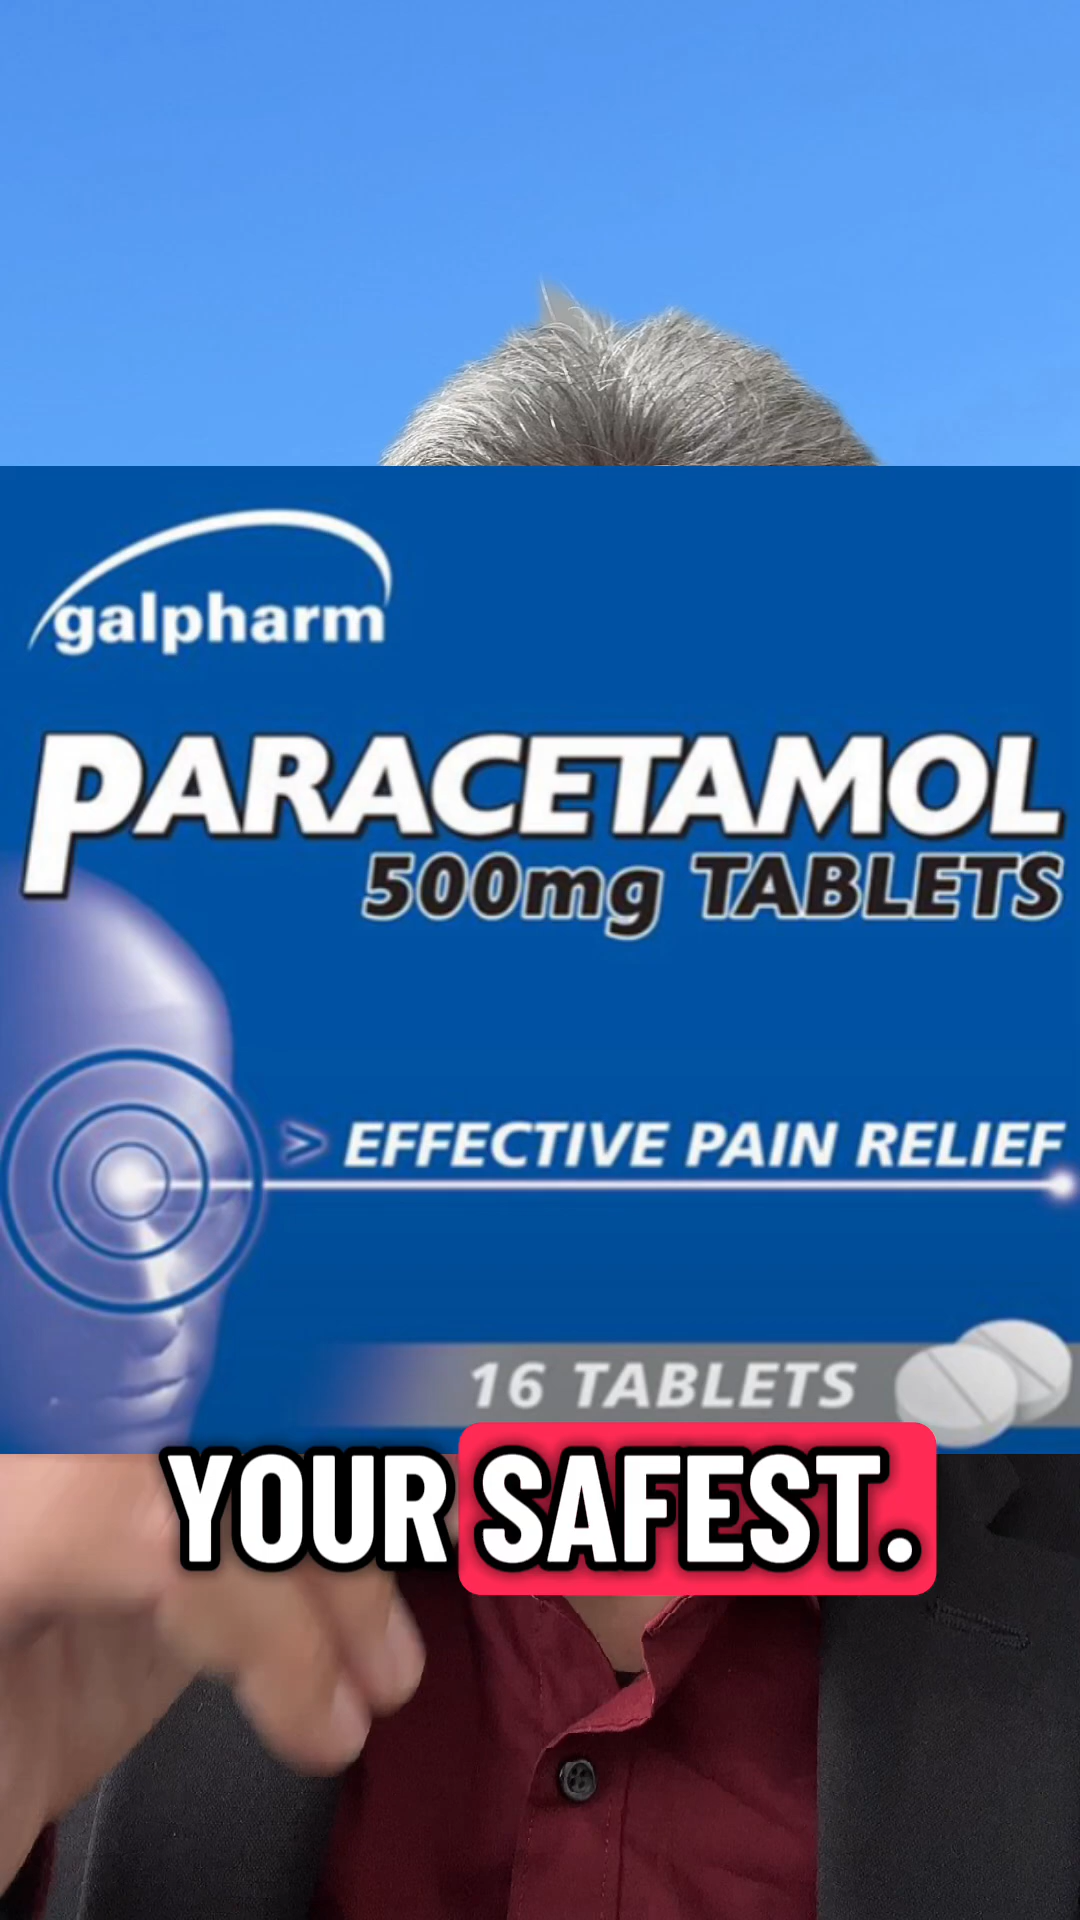 galpharm
PARACETAMOL
500mg TABLETS
> EFFECTIVE PAIN RELIEF
16 TABLETS
YOUR SAFEST.